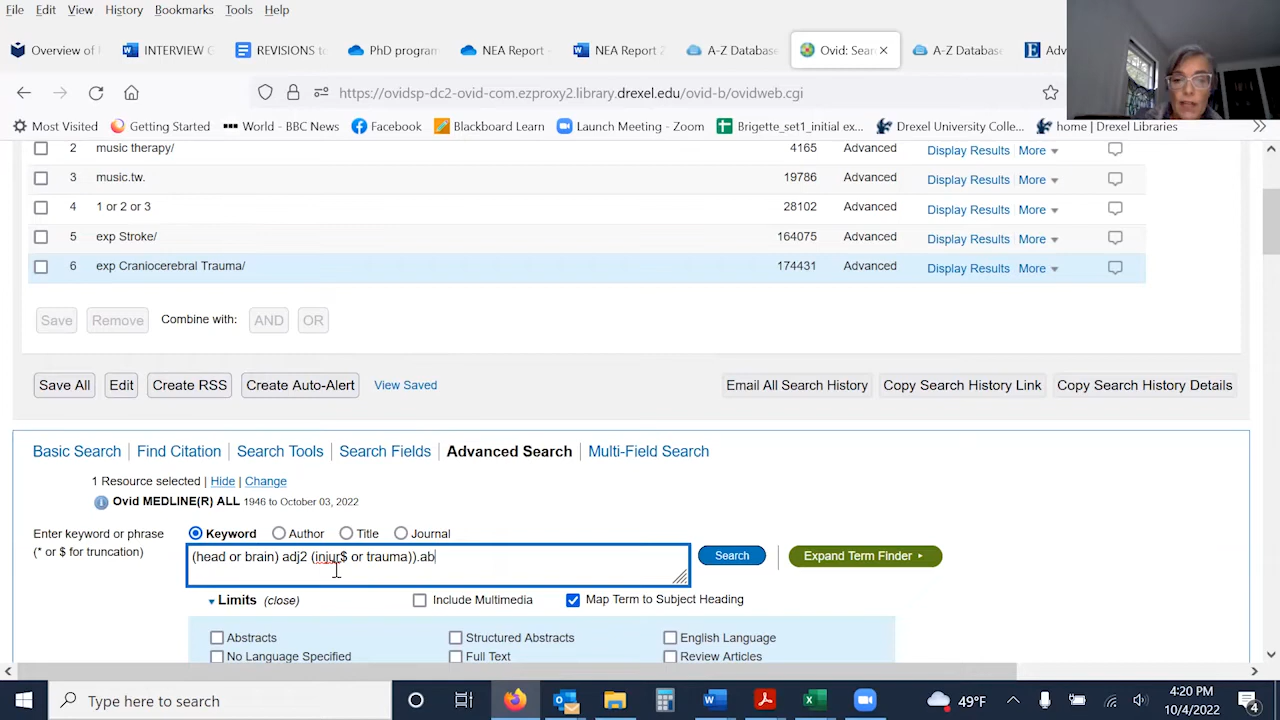 File Edit View History Bookmarks Tools Help
Overview of I INTERVIEW G REVISIONS to PhD program NEA Report - NEA Report 2 A-Z Database Ovid: Sear × A-Z Database Adv
https://ovidsp-dc2-ovid-com.ezproxy2.library.drexel.edu/ovid-b/ovidweb.cgi
Most Visited Getting Started World - BBC News Facebook Blackboard Learn Launch Meeting - Zoom Brigette_set1_initial ex... Drexel University Colle... home | Drexel Libraries
2 music therapy/ 4165 Advanced Display Results More
3 music.tw. 19786 Advanced Display Results More
4 1 or 2 or 3 28102 Advanced Display Results More
5 exp Stroke/ 164075 Advanced Display Results More
6 exp Craniocerebral Trauma/ 174431 Advanced Display Results More
Save Remove Combine with: AND OR
Save All Edit Create RSS Create Auto-Alert View Saved Email All Search History Copy Search History Link Copy Search History Details
Basic Search | Find Citation | Search Tools | Search Fields | Advanced Search | Multi-Field Search
1 Resource selected | Hide | Change
Ovid MEDLINE(R) ALL 1946 to October 03, 2022
Enter keyword or phrase Keyword Author Title Journal
(* or $ for truncation) (head or brain) adj2 (injur$ or trauma)).ab Search Expand Term Finder
Limits (close) Include Multimedia Map Term to Subject Heading
Abstracts Structured Abstracts English Language
No Language Specified Full Text Review Articles
Type here to search 49°F 4:20 PM
10/4/2022 4